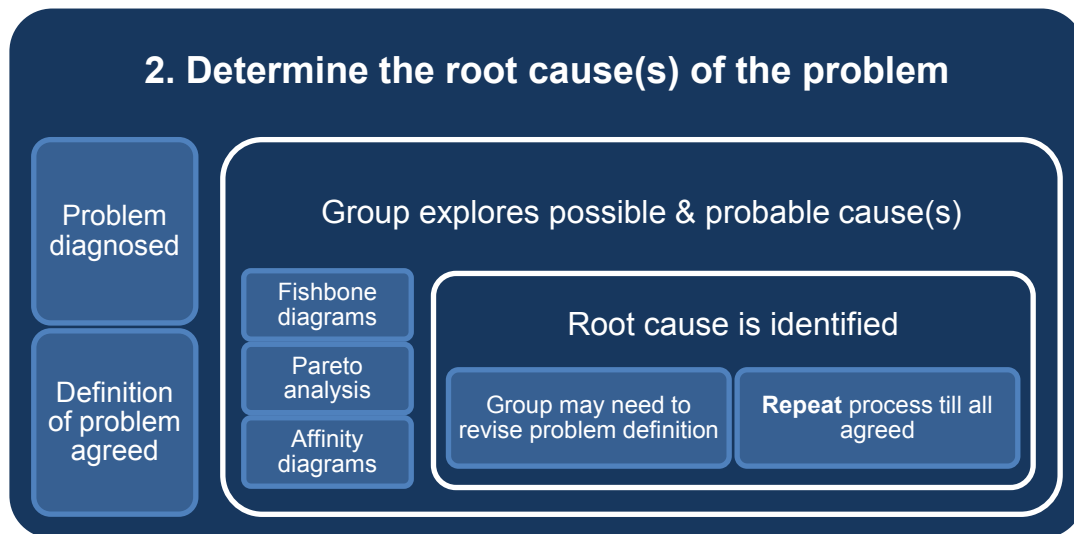 2. Determine the root cause(s) of the problem
Problem
diagnosed
Definition
of problem
agreed
Group explores possible & probable cause(s)
Fishbone
diagrams
Pareto
analysis
Affinity
diagrams
Root cause is identified
Group may need to
revise problem definition
Repeat process till all
agreed